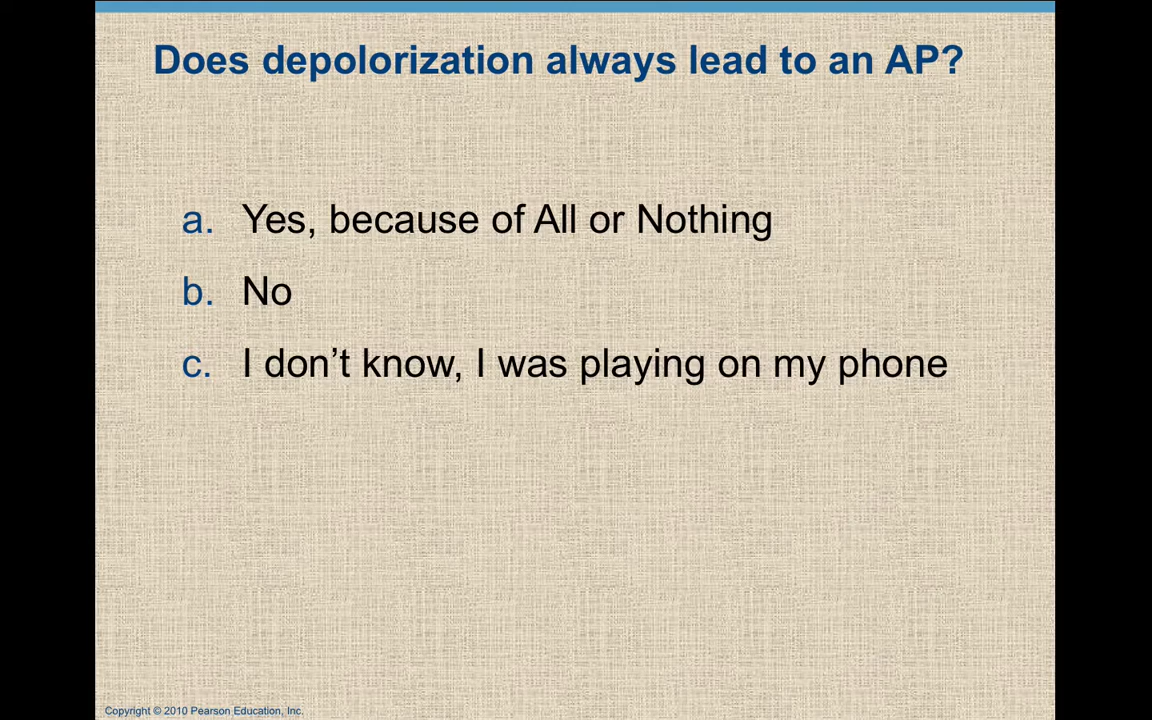 Does depolorization always lead to an AP?
a. Yes, because of All or Nothing
b. No
c. I don’t know, I was playing on my phone
Copyright © 2010 Pearson Education, Inc.